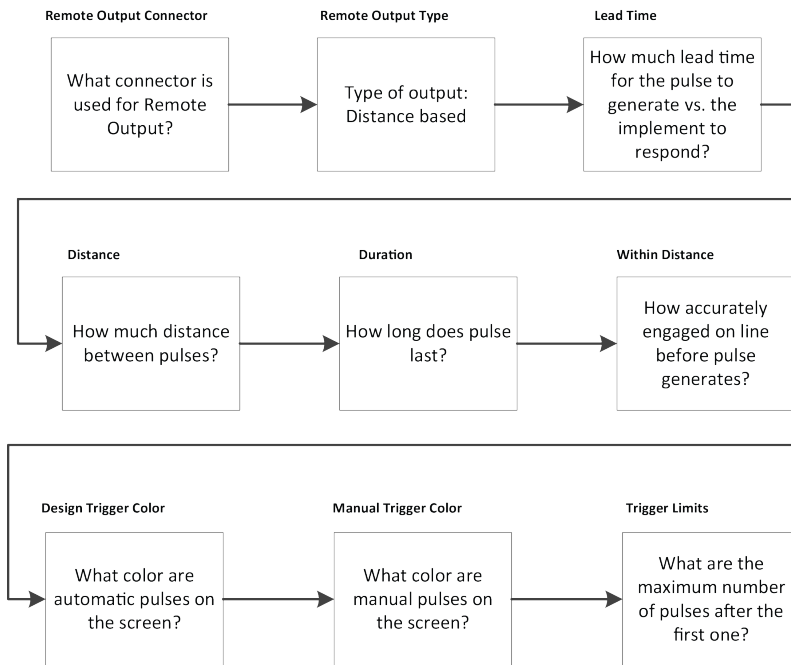 Remote Output Connector
Remote Output Type
Lead Time
What connector is
used for Remote
Output?
Type of output:
Distance based
How much lead time
for the pulse to
generate vs. the
implement to
respond?
Distance
Duration
Within Distance
How much distance
between pulses?
How long does pulse
last?
How accurately
engaged on line
before pulse
generates?
Design Trigger Color
Manual Trigger Color
Trigger Limits
What color are
automatic pulses on
the screen?
What color are
manual pulses on
the screen?
What are the
maximum number
of pulses after the
first one?